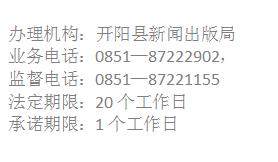 办理机构：开阳县新闻出版局
业务电话：0851—87222902，
监督电话：0851—87221155
法定期限：20 个工作日
承诺期限：1 个工作日